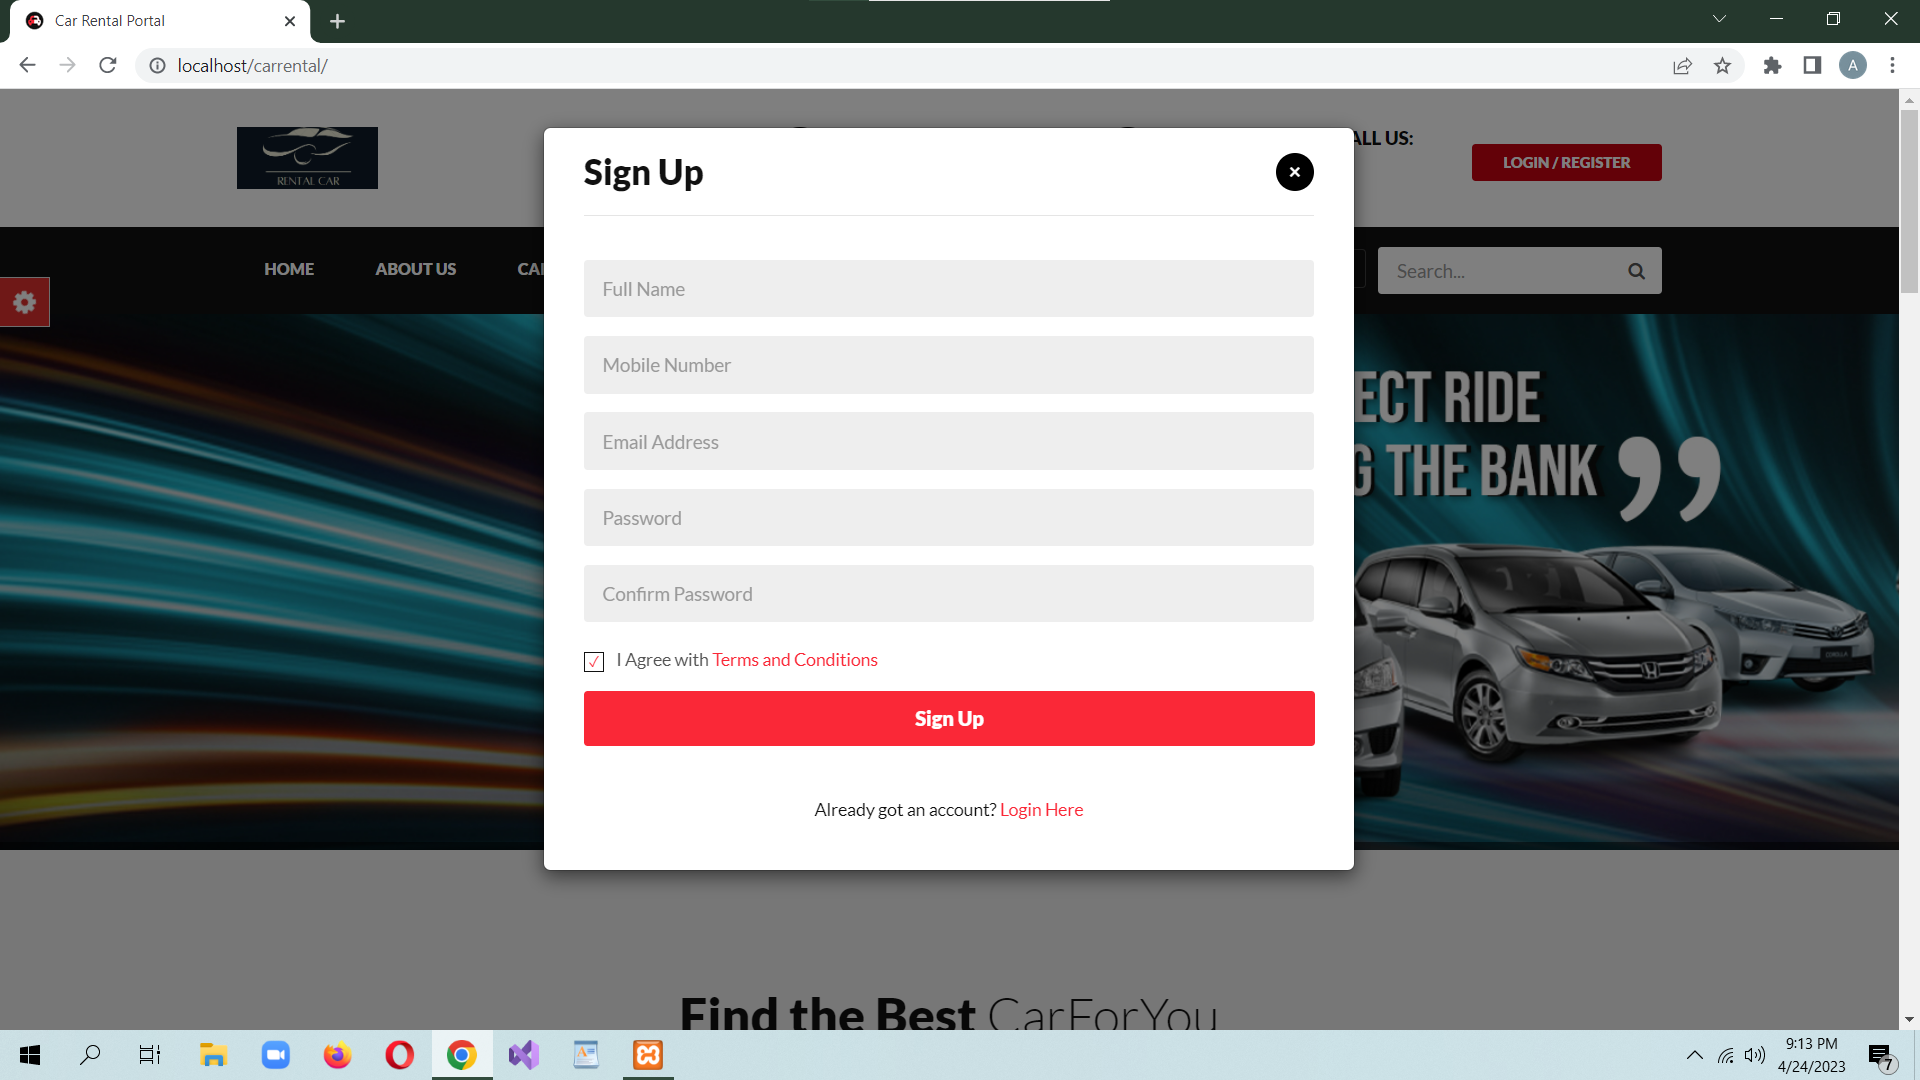 Car Rental Portal
localhost/carrental/
A
RENTAL CAR
ALL US:
LOGIN / REGISTER
HOME ABOUT US CA
Search...
Sign Up
Full Name
Mobile Number
Email Address
Password
Confirm Password
I Agree with Terms and Conditions
Sign Up
Already got an account? Login Here
ECT RIDE
G THE BANK ”
COROLLA
Find the Best CarForYou
9:13 PM
4/24/2023
7